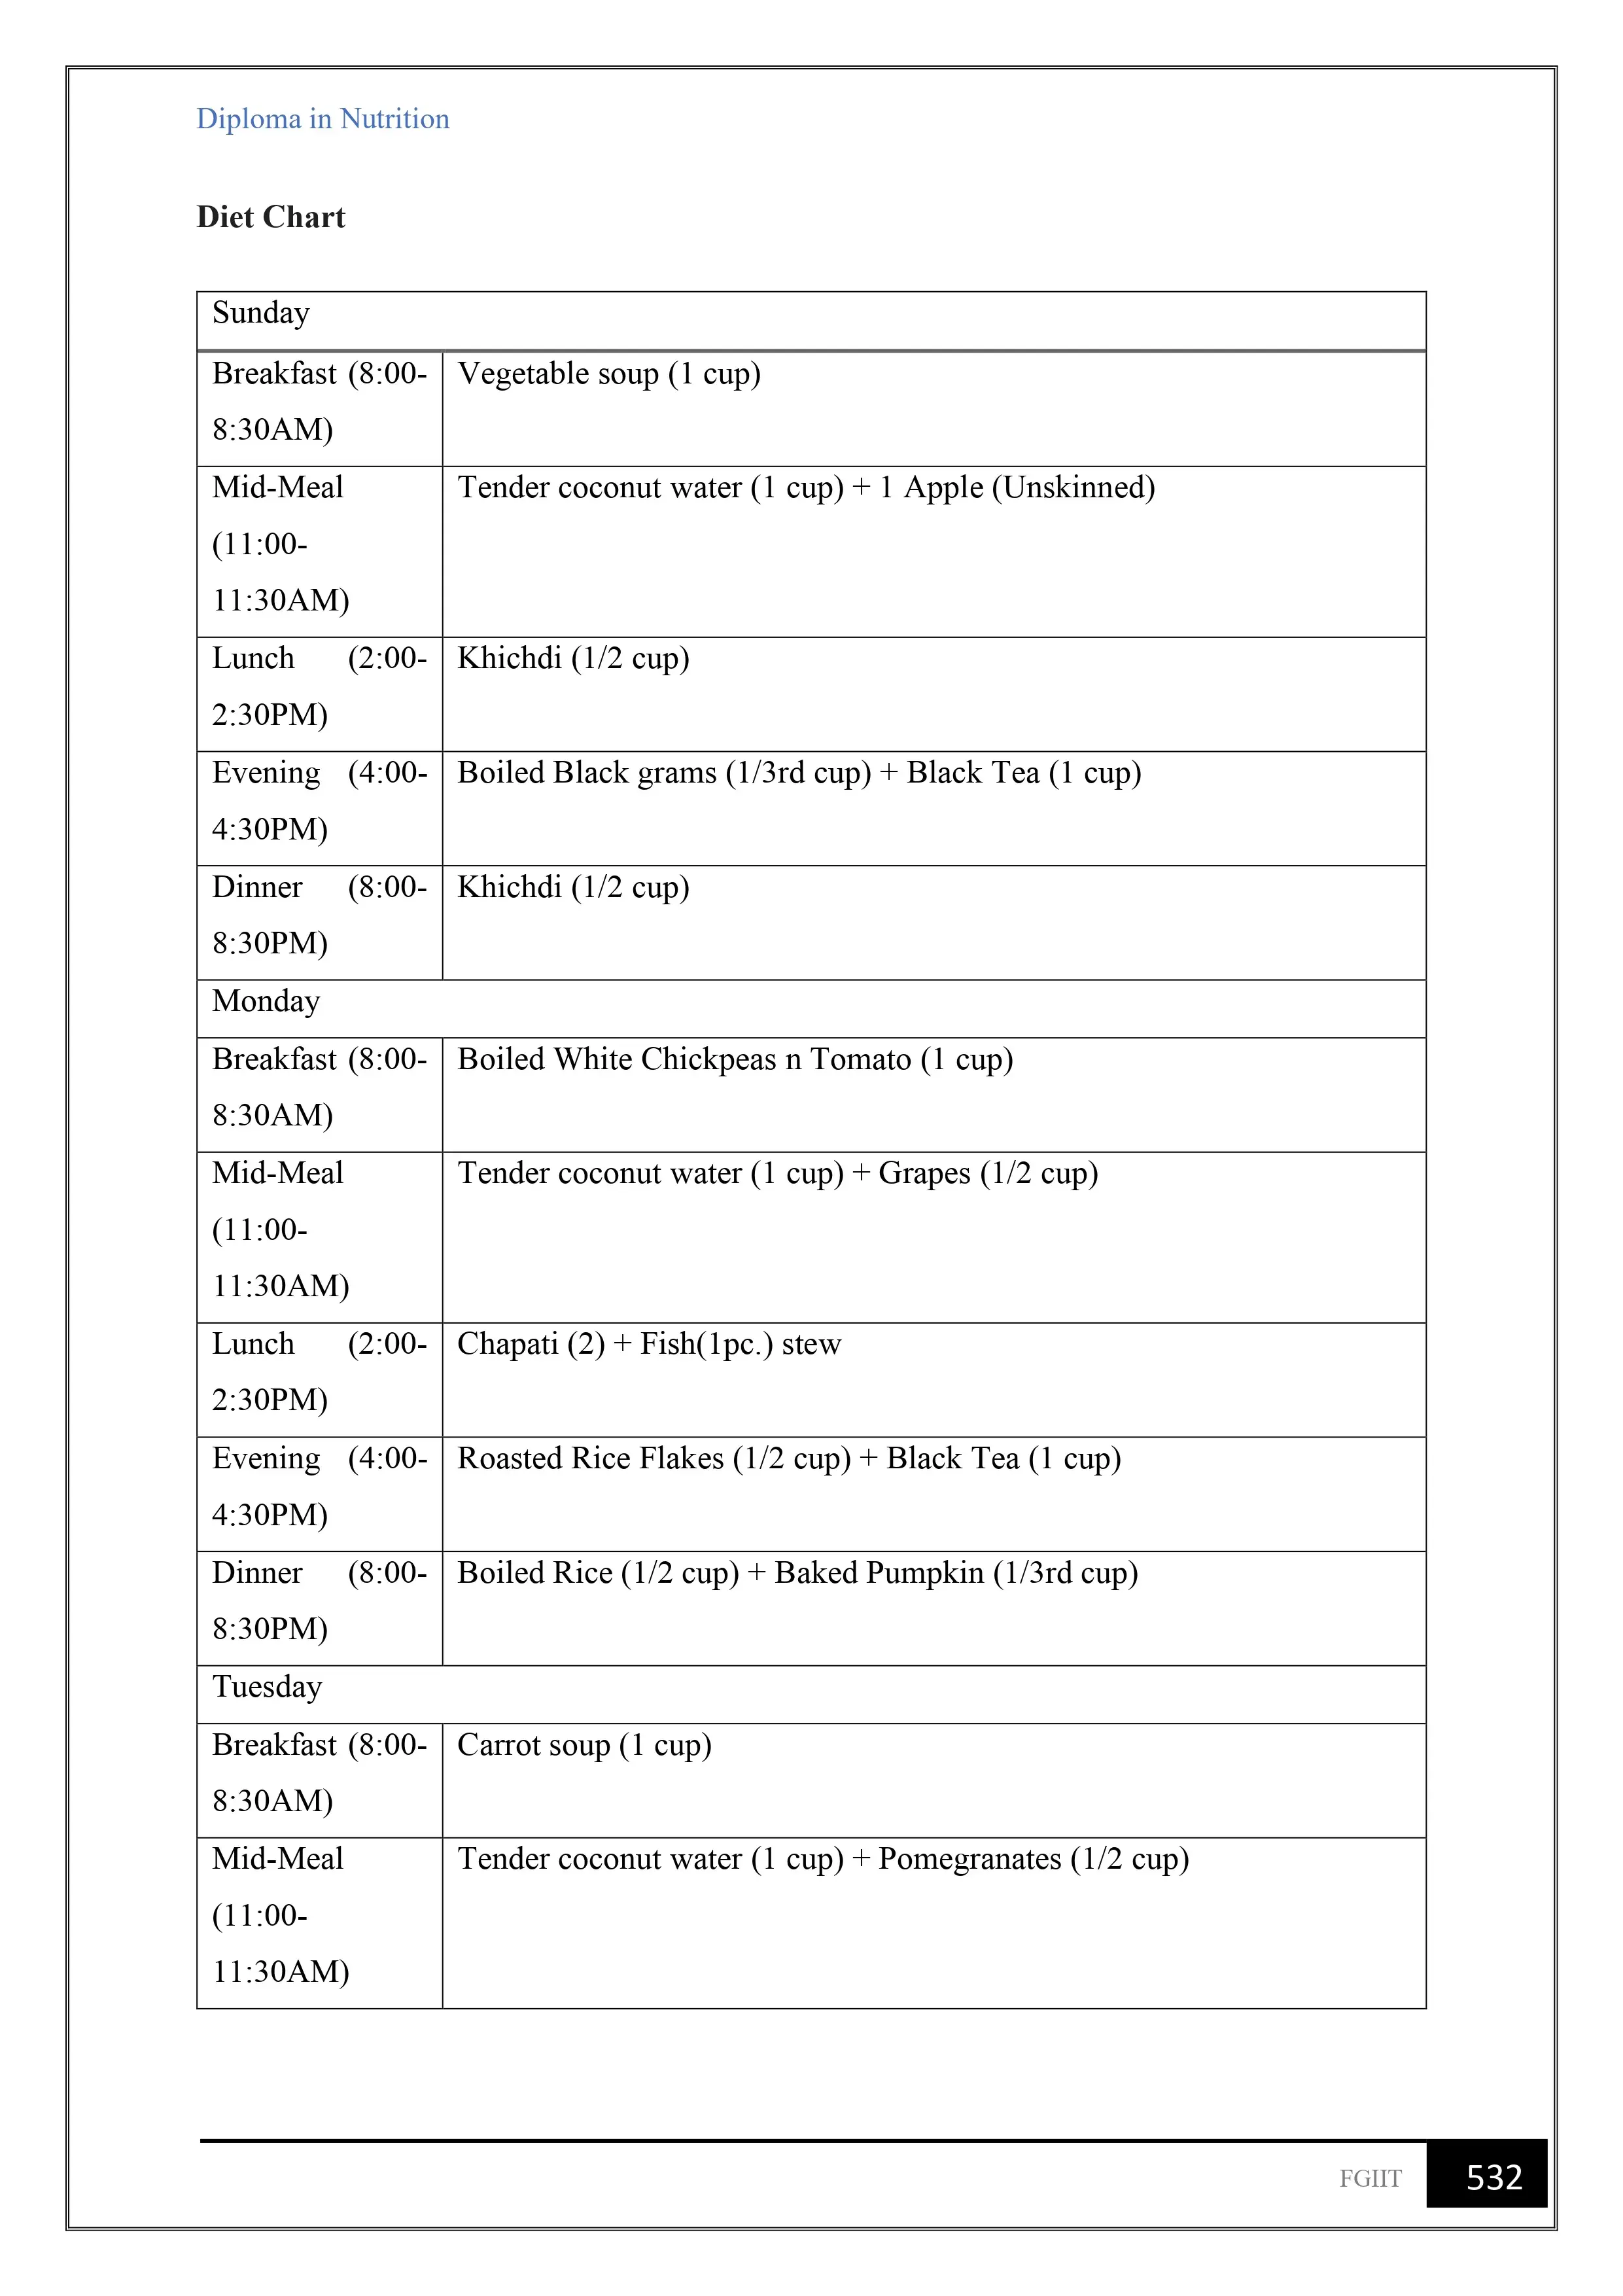 Diploma in Nutrition
Diet Chart
Sunday
Breakfast (8:00-
8:30AM)
Vegetable soup (1 cup)
Mid-Meal
(11:00-
11:30AM)
Tender coconut water (1 cup) + 1 Apple (Unskinned)
Lunch (2:00-
2:30PM)
Khichdi (1/2 cup)
Evening (4:00-
4:30PM)
Boiled Black grams (1/3rd cup) + Black Tea (1 cup)
Dinner (8:00-
8:30PM)
Khichdi (1/2 cup)
Monday
Breakfast (8:00-
8:30AM)
Boiled White Chickpeas n Tomato (1 cup)
Mid-Meal
(11:00-
11:30AM)
Tender coconut water (1 cup) + Grapes (1/2 cup)
Lunch (2:00-
2:30PM)
Chapati (2) + Fish(1pc.) stew
Evening (4:00-
4:30PM)
Roasted Rice Flakes (1/2 cup) + Black Tea (1 cup)
Dinner (8:00-
8:30PM)
Boiled Rice (1/2 cup) + Baked Pumpkin (1/3rd cup)
Tuesday
Breakfast (8:00-
8:30AM)
Carrot soup (1 cup)
Mid-Meal
(11:00-
11:30AM)
Tender coconut water (1 cup) + Pomegranates (1/2 cup)
FGIIT 532